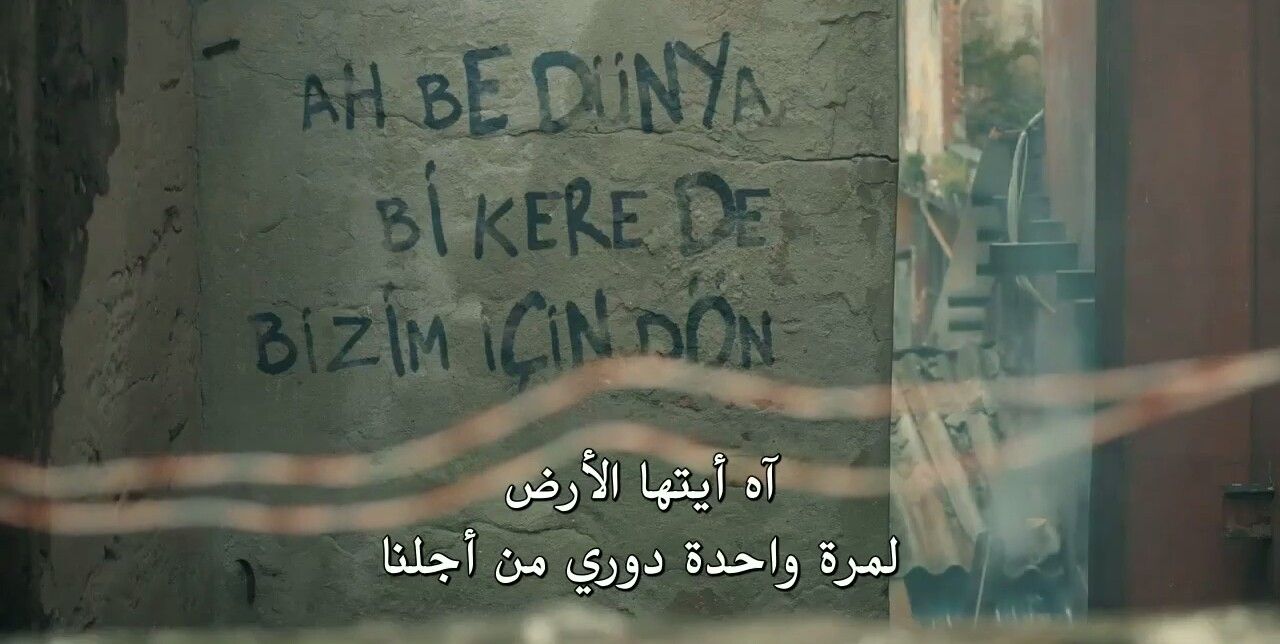 AH BE DÜNYA
Bİ KERE DE
BİZİM İÇİN DÖN
آه أيتها الأرض
لمرة واحدة دوري من أجلنا